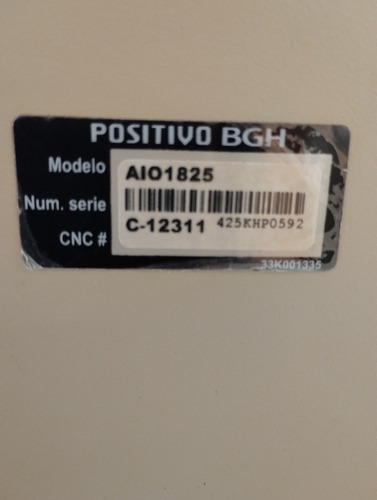 POSITIVO BGH
Modelo AIO1825
Num. serie
CNC # C-12311 425KHP0592
33K001335